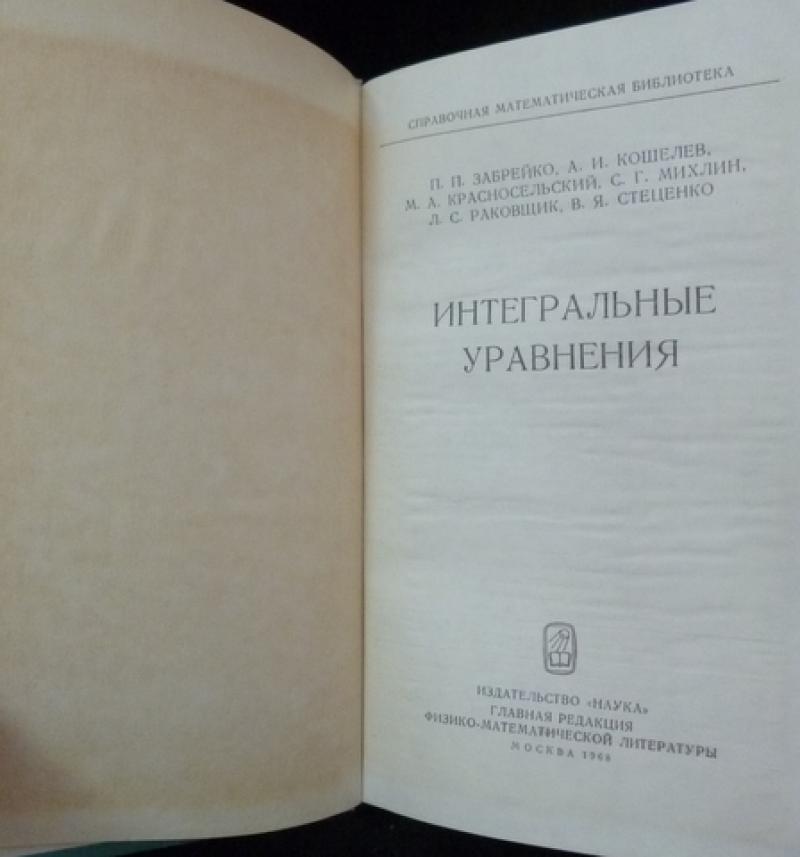 СПРАВОЧНАЯ МАТЕМАТИЧЕСКАЯ БИБЛИОТЕКА
П. П. ЗАБРЕЙКО, А. И. КОШЕЛЕВ,
М. А. КРАСНОСЕЛЬСКИЙ, С. Г. МИХЛИН,
Л. С. РАКОВЩИК, В. Я. СТЕЦЕНКО
ИНТЕГРАЛЬНЫЕ
УРАВНЕНИЯ
ИЗДАТЕЛЬСТВО «НАУКА»
ГЛАВНАЯ РЕДАКЦИЯ
ФИЗИКО-МАТЕМАТИЧЕСКОЙ ЛИТЕРАТУРЫ
МОСКВА 1968